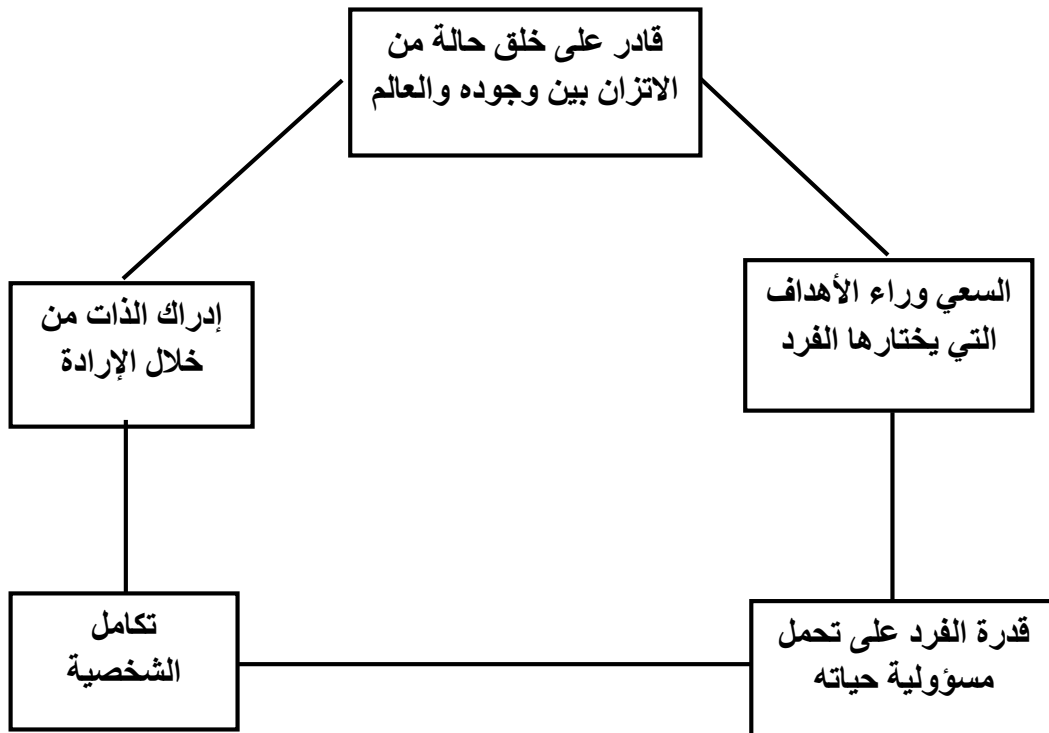 قادر على خلق حالة من
الاتزان بين وجوده والعالم
السعي وراء الأهداف
التي يختارها الفرد
إدراك الذات من
خلال الإرادة
قدرة الفرد على تحمل
مسؤولية حياته
تكامل
الشخصية